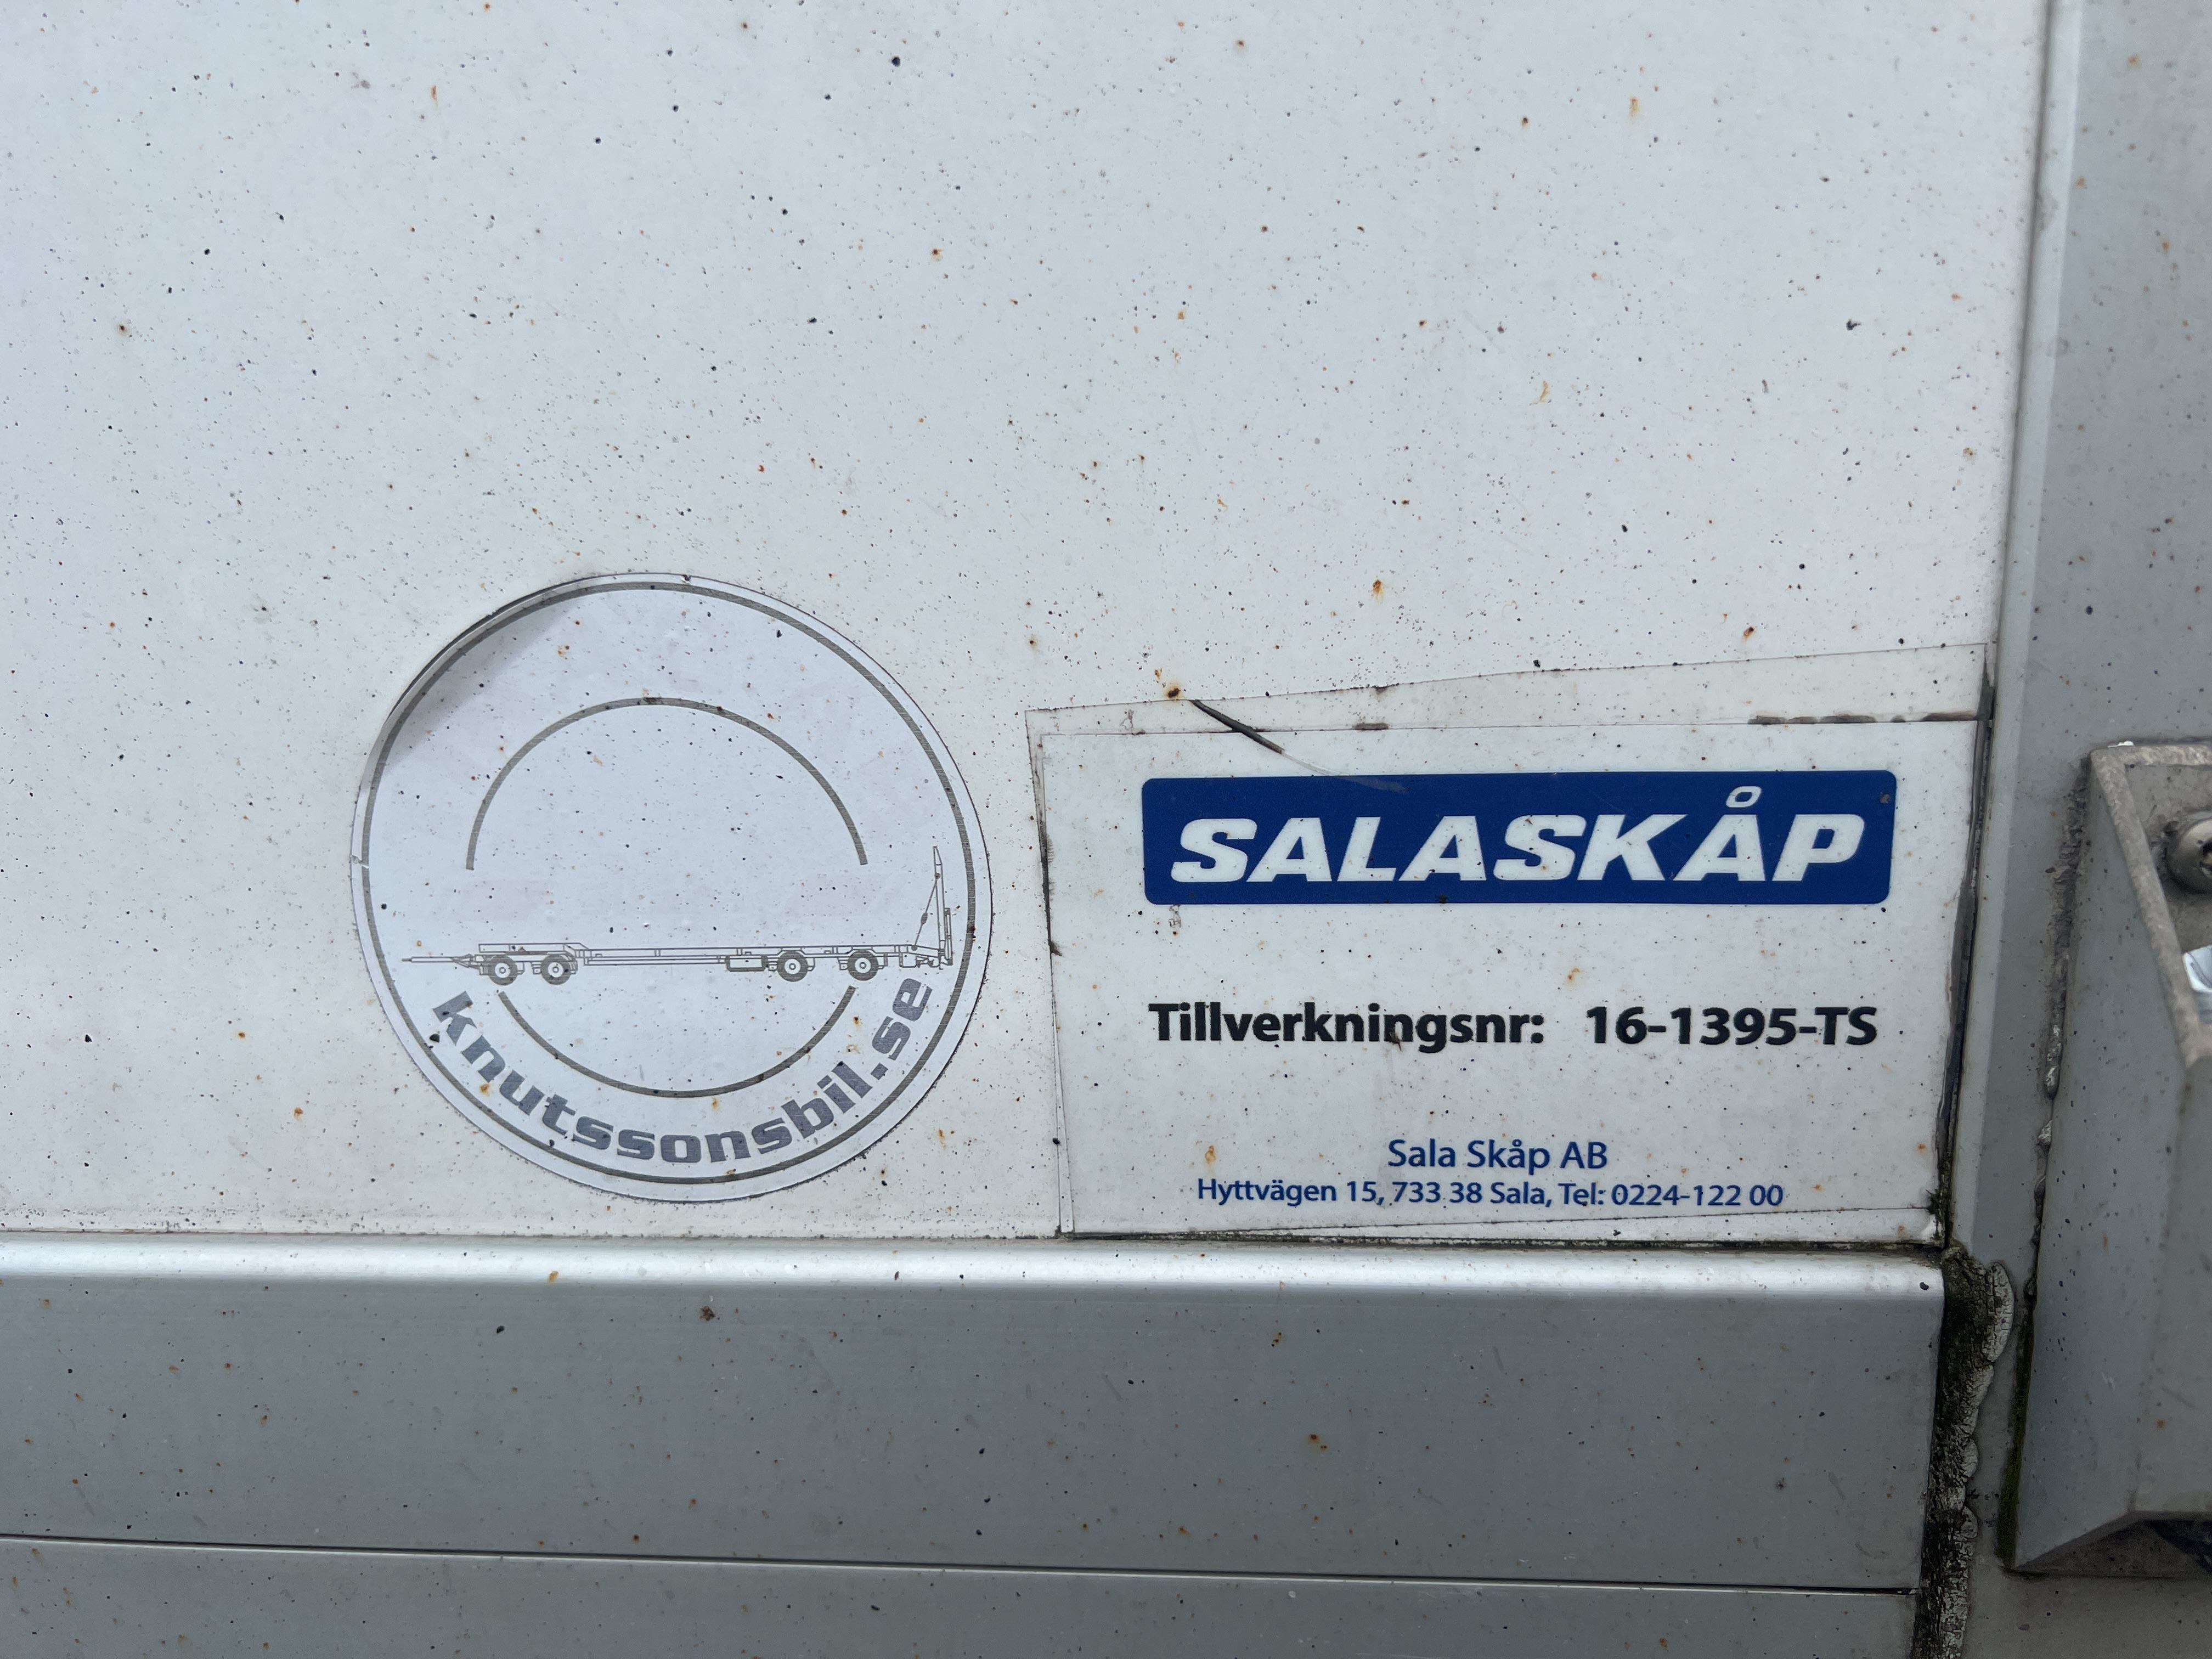 knutssonsbil.se
SALASKÅP
Tillverkningsnr: 16-1395-TS
Sala Skåp AB
Hyttvägen 15, 733 38 Sala, Tel: 0224-122 00